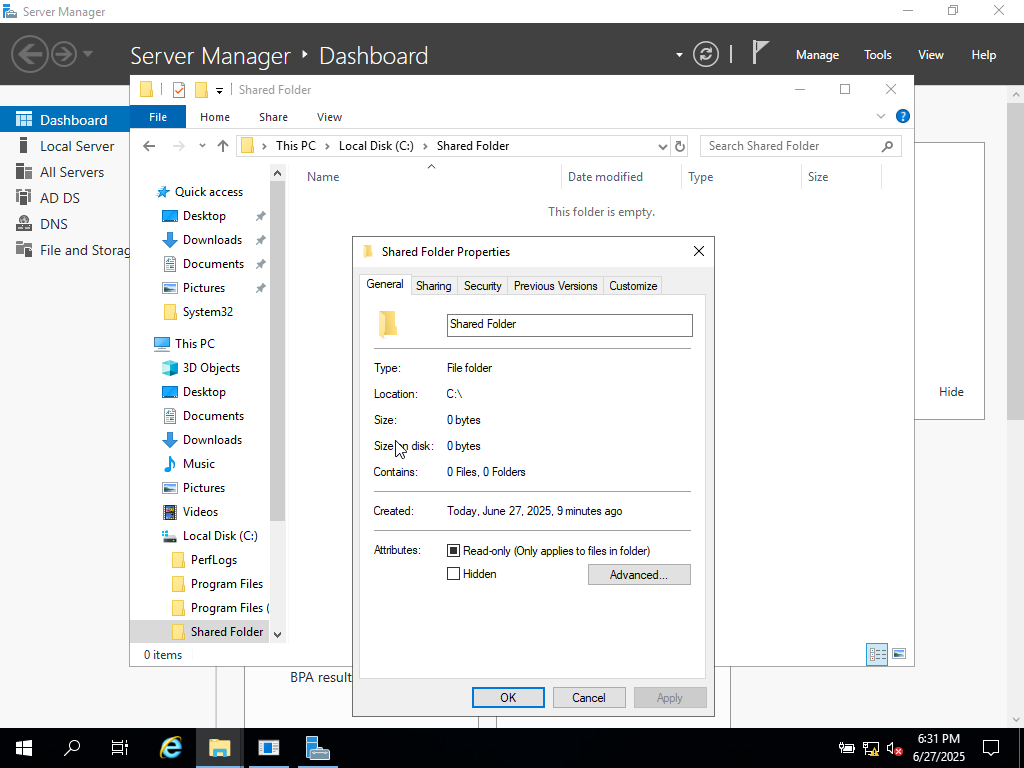 Server Manager
Server Manager ‣ Dashboard
Manage Tools View Help
Dashboard
Local Server
All Servers
AD DS
DNS
File and Storag
Shared Folder
File Home Share View
This PC > Local Disk (C:) > Shared Folder
Search Shared Folder
Quick access
Desktop
Downloads
Documents
Pictures
System32
This PC
3D Objects
Desktop
Documents
Downloads
Music
Pictures
Videos
Local Disk (C:)
PerfLogs
Program Files
Program Files (
Shared Folder
Name Date modified Type Size
This folder is empty.
0 items
Shared Folder Properties
General Sharing Security Previous Versions Customize
Shared Folder
Type: File folder
Location: C:\
Size: 0 bytes
Size on disk: 0 bytes
Contains: 0 Files, 0 Folders
Created: Today, June 27, 2025, 9 minutes ago
Attributes: Read-only (Only applies to files in folder)
Hidden Advanced...
OK Cancel Apply
Hide
BPA result
6:31 PM
6/27/2025